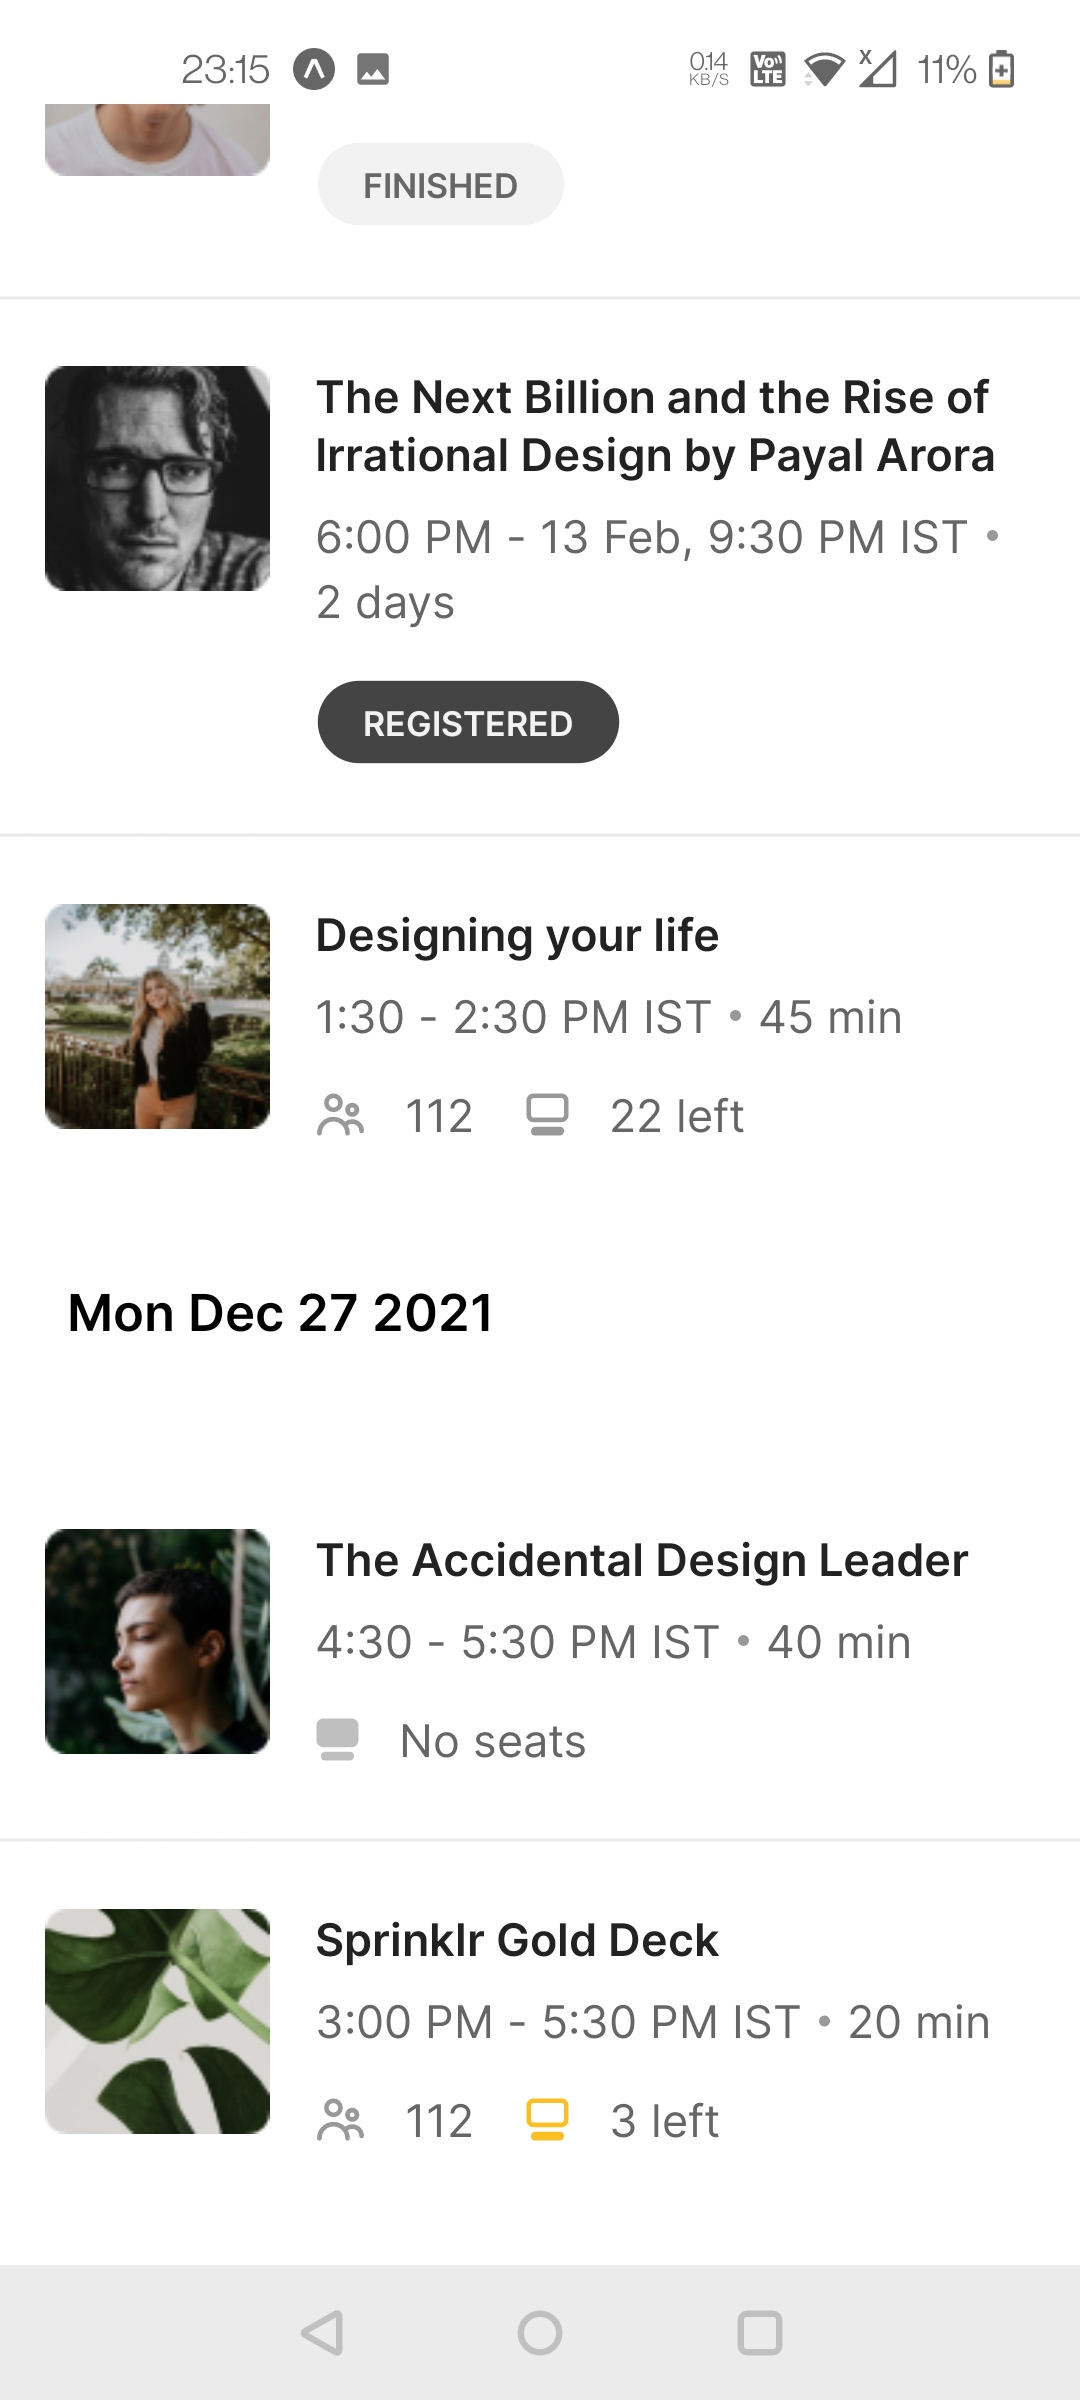 23:15 0.14 KB/S Vo LTE X 11%
FINISHED
The Next Billion and the Rise of
Irrational Design by Payal Arora
6:00 PM - 13 Feb, 9:30 PM IST •
2 days
REGISTERED
Designing your life
1:30 - 2:30 PM IST • 45 min
112 22 left
Mon Dec 27 2021
The Accidental Design Leader
4:30 - 5:30 PM IST • 40 min
No seats
Sprinklr Gold Deck
3:00 PM - 5:30 PM IST • 20 min
112 3 left